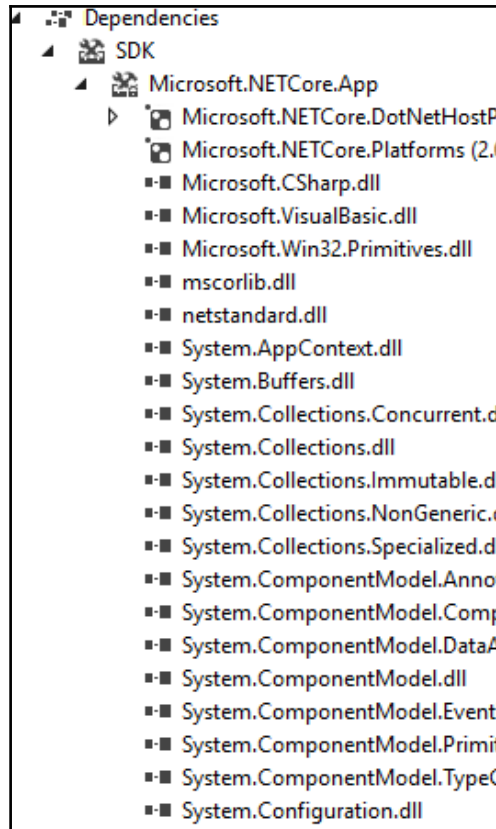 Dependencies
SDK
Microsoft.NETCore.App
Microsoft.NETCore.DotNetHostP
Microsoft.NETCore.Platforms (2.
Microsoft.CSharp.dll
Microsoft.VisualBasic.dll
Microsoft.Win32.Primitives.dll
mscorlib.dll
netstandard.dll
System.AppContext.dll
System.Buffers.dll
System.Collections.Concurrent.d
System.Collections.dll
System.Collections.Immutable.d
System.Collections.NonGeneric.
System.Collections.Specialized.d
System.ComponentModel.Anno
System.ComponentModel.Comp
System.ComponentModel.DataA
System.ComponentModel.dll
System.ComponentModel.Event
System.ComponentModel.Primi
System.ComponentModel.Type
System.Configuration.dll